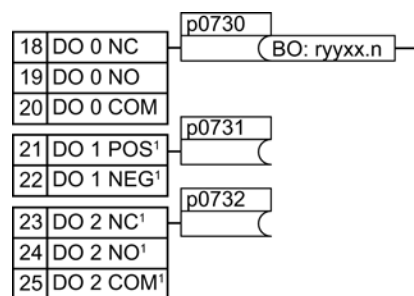 p0730
18 DO 0 NC
BO: ryyxx.n
19 DO 0 NO
20 DO 0 COM
p0731
21 DO 1 POS¹
22 DO 1 NEG¹
p0732
23 DO 2 NC¹
24 DO 2 NO¹
25 DO 2 COM¹